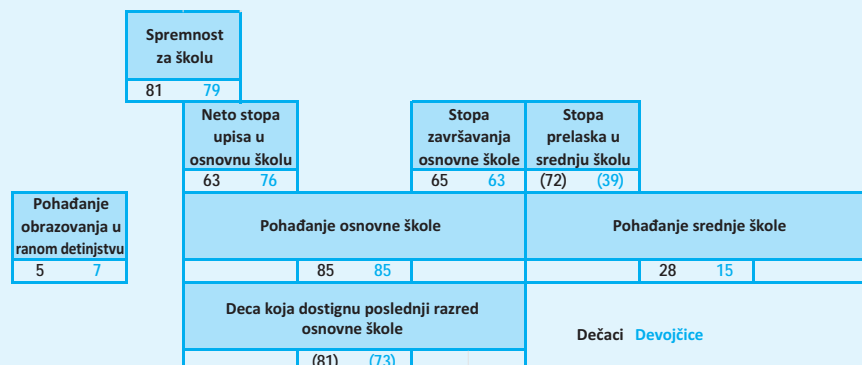 Spremnost
za školu
81 79
Neto stopa
upisa u
osnovnu školu
63 76
Stopa
završavanja
osnovne škole
65 63
Stopa
prelaska u
srednju školu
(72) (39)
Pohađanje
obrazovanja u
ranom detinjstvu
5 7
Pohađanje osnovne škole
85 85
Pohađanje srednje škole
28 15
Deca koja dostignu poslednji razred
osnovne škole
(81) (73)
Dečaci Devojčice